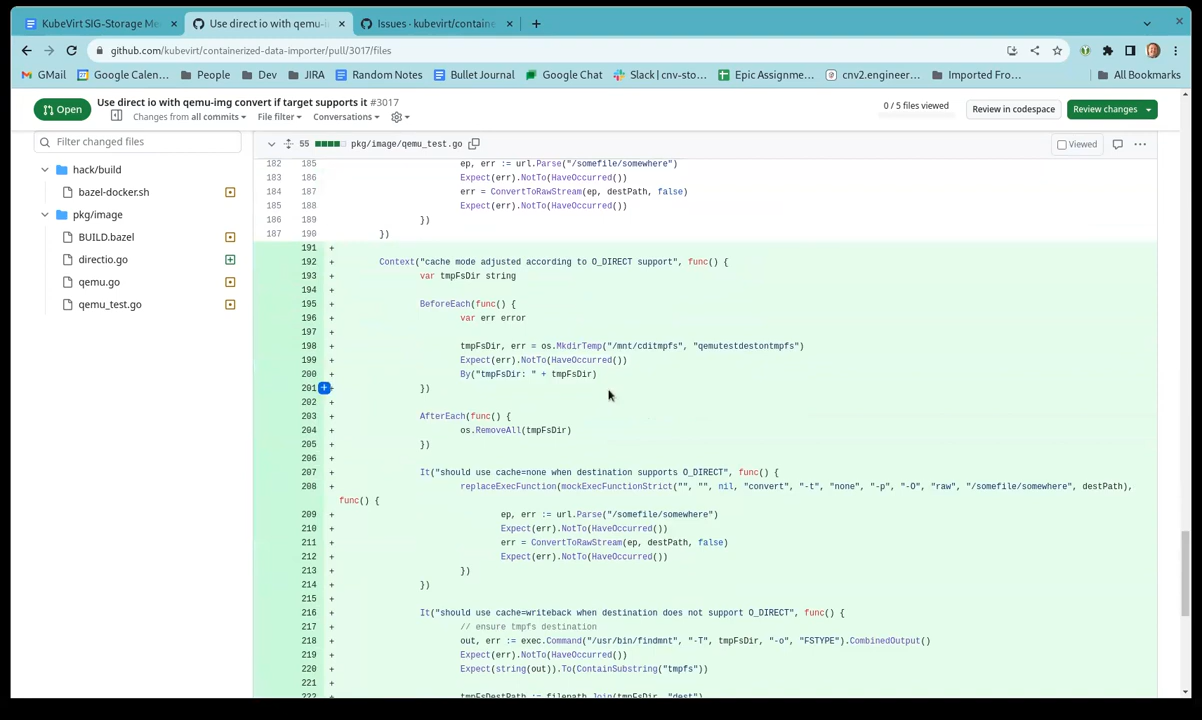 KubeVirt SIG-Storage Me
Use direct io with qemu-i
Issues · kubevirt/containe
github.com/kubevirt/containerized-data-importer/pull/3017/files
GMail
Google Calen...
People
Dev
JIRA
Random Notes
Bullet Journal
Google Chat
Slack | cnv-sto...
Epic Assignme...
cnv2.engineer...
Imported Fro...
All Bookmarks
Open
Use direct io with qemu-img convert if target supports it #3017
Changes from all commits
File filter
Conversations
0 / 5 files viewed
Review in codespace
Review changes
Filter changed files
hack/build
bazel-docker.sh
pkg/image
BUILD.bazel
directio.go
qemu.go
qemu_test.go
55 pkg/image/qemu_test.go
Viewed
182 185 ep, err := url.Parse("/somefile/somewhere")
183 186 Expect(err).NotTo(HaveOccurred())
184 187 err = ConvertToRawStream(ep, destPath, false)
185 188 Expect(err).NotTo(HaveOccurred())
186 189 })
187 190 })
191 +
192 + Context("cache mode adjusted according to O_DIRECT support", func() {
193 + var tmpFsDir string
194 +
195 + BeforeEach(func() {
196 + var err error
197 +
198 + tmpFsDir, err = os.MkdirTemp("/mnt/cditmpfs", "qemutestdestontmpfs")
199 + Expect(err).NotTo(HaveOccurred())
200 + By("tmpFsDir: " + tmpFsDir)
201 + })
202 +
203 + AfterEach(func() {
204 + os.RemoveAll(tmpFsDir)
205 + })
206 +
207 + It("should use cache=none when destination supports O_DIRECT", func() {
208 + replaceExecFunction(mockExecFunctionStrict("", "", nil, "convert", "-t", "none", "-p", "-O", "raw", "/somefile/somewhere", destPath),
func() {
209 + ep, err := url.Parse("/somefile/somewhere")
210 + Expect(err).NotTo(HaveOccurred())
211 + err = ConvertToRawStream(ep, destPath, false)
212 + Expect(err).NotTo(HaveOccurred())
213 + })
214 + })
215 +
216 + It("should use cache=writeback when destination does not support O_DIRECT", func() {
217 + // ensure tmpfs destination
218 + out, err := exec.Command("/usr/bin/findmnt", "-T", tmpFsDir, "-o", "FSTYPE").CombinedOutput()
219 + Expect(err).NotTo(HaveOccurred())
220 + Expect(string(out)).To(ContainSubstring("tmpfs"))
221 +
222 + tmpFsDestPath := filepath.Join(tmpFsDir, "dest")